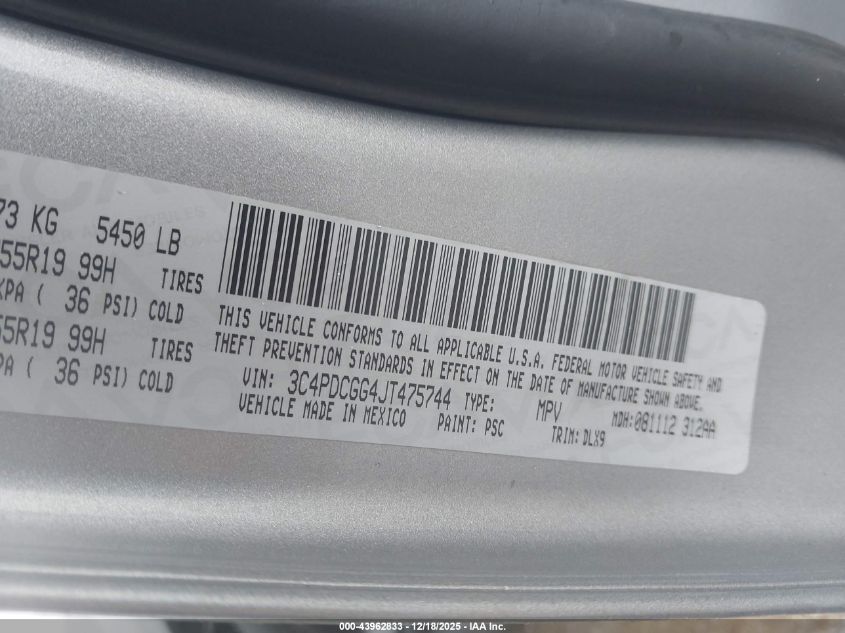 73 KG 5450 LB
55R19 99H TIRES
KPA ( 36 PSI) COLD
55R19 99H TIRES
PA ( 36 PSI) COLD
THIS VEHICLE CONFORMS TO ALL APPLICABLE U.S.A. FEDERAL MOTOR VEHICLE SAFETY AND
THEFT PREVENTION STANDARDS IN EFFECT ON THE DATE OF MANUFACTURE SHOWN ABOVE.
VIN: 3C4PDCGG4JT475744 TYPE: MPV MDH:081112 312AA
VEHICLE MADE IN MEXICO PAINT: PSC TRIM: DLX9
000-43962833 - 12/18/2025 - IAA Inc.